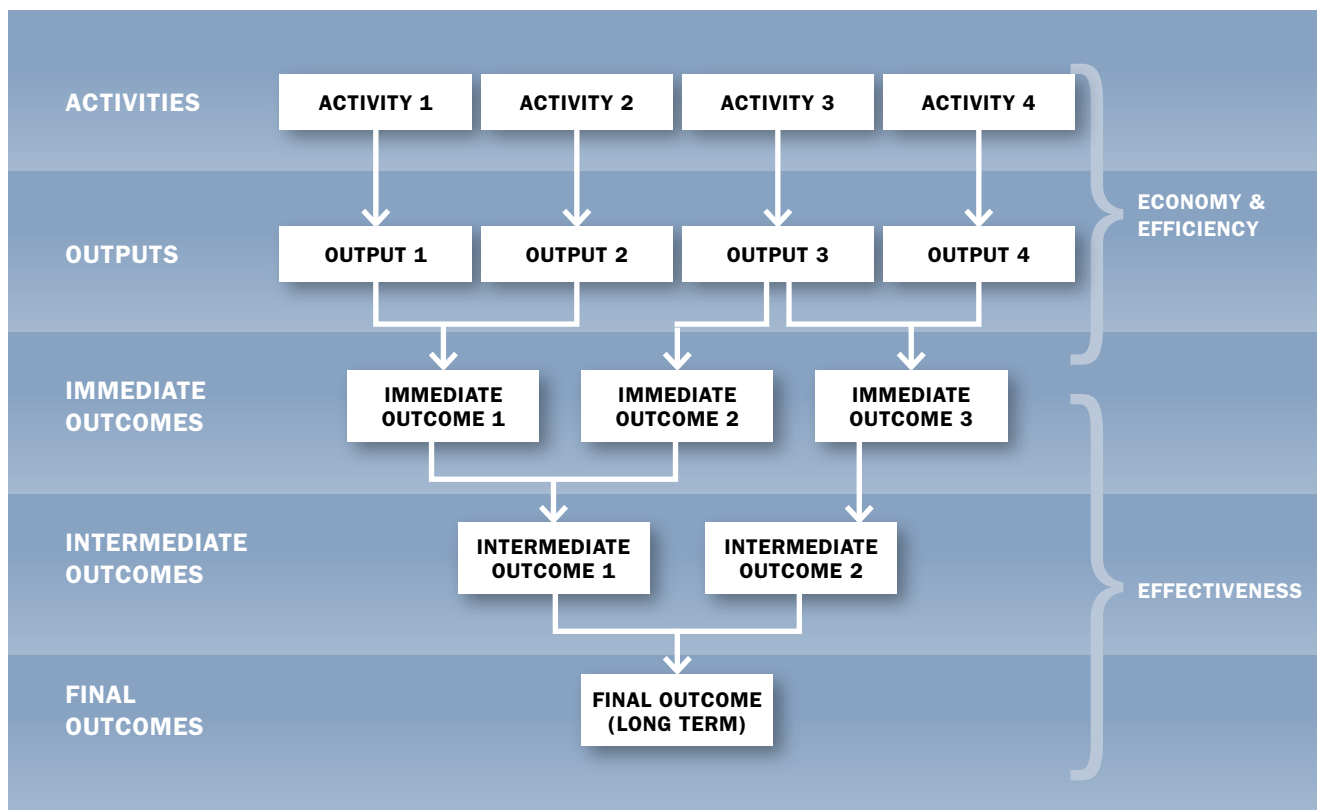 ACTIVITIES
ACTIVITY 1
ACTIVITY 2
ACTIVITY 3
ACTIVITY 4
ECONOMY &
EFFICIENCY
OUTPUTS
OUTPUT 1
OUTPUT 2
OUTPUT 3
OUTPUT 4
IMMEDIATE
OUTCOMES
IMMEDIATE
OUTCOME 1
IMMEDIATE
OUTCOME 2
IMMEDIATE
OUTCOME 3
INTERMEDIATE
OUTCOMES
INTERMEDIATE
OUTCOME 1
INTERMEDIATE
OUTCOME 2
EFFECTIVENESS
FINAL
OUTCOMES
FINAL OUTCOME
(LONG TERM)